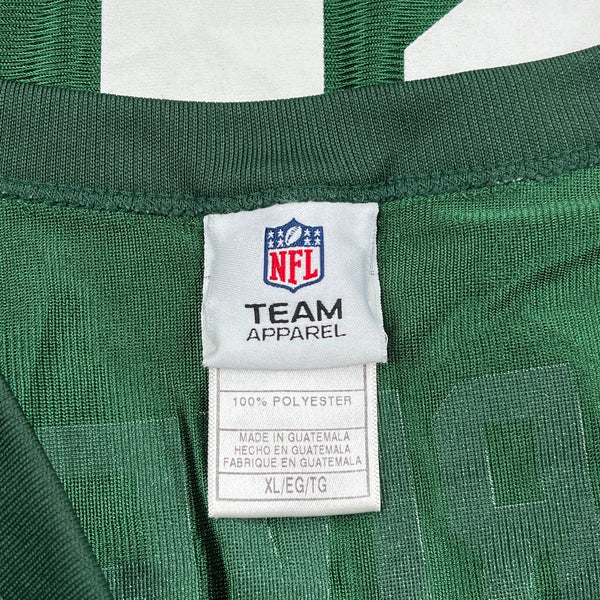 NFL
TEAM
APPAREL
100% POLYESTER
MADE IN GUATEMALA
HECHO EN GUATEMALA
FABRIQUE EN GUATEMALA
XL/EG/TG